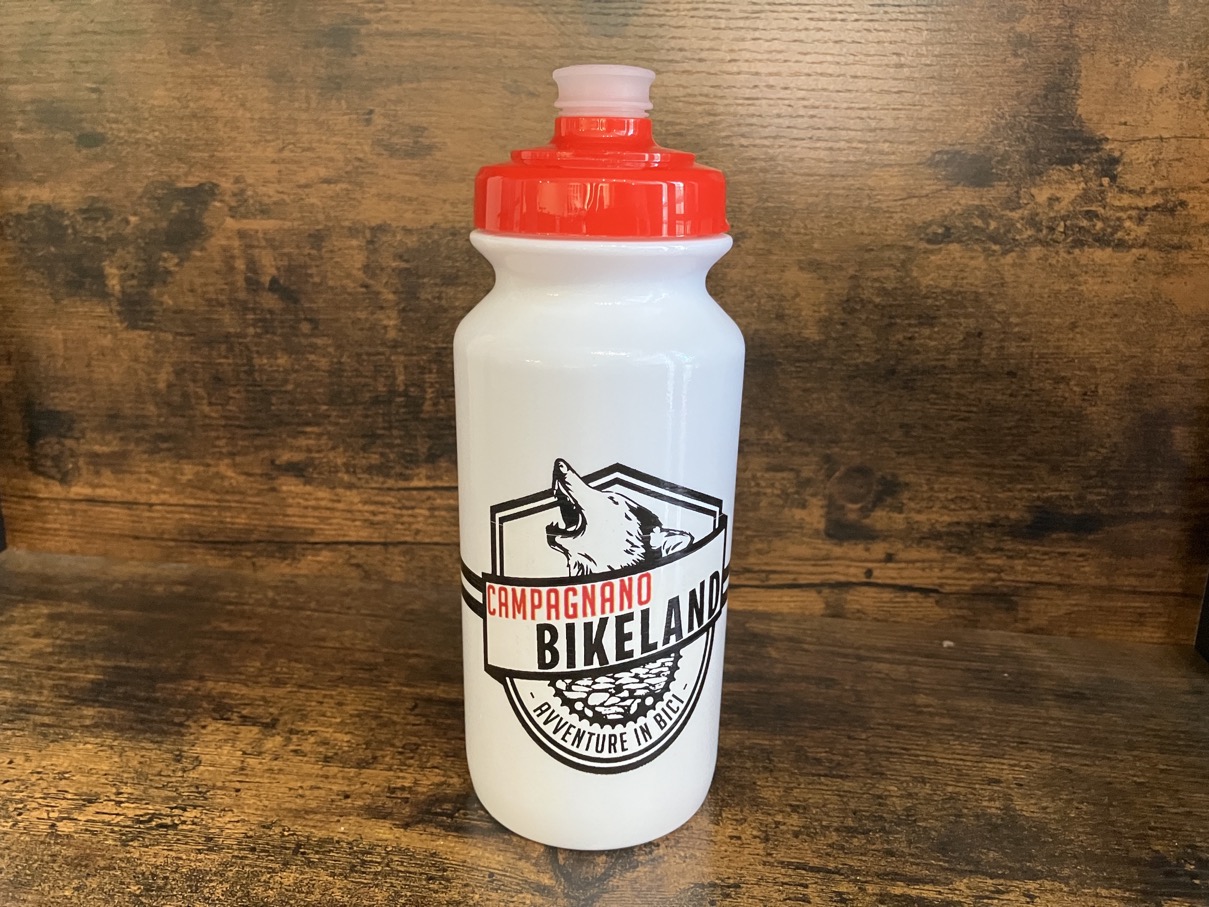 CAMPAGNANO
BIKELAND
- AVVENTURE IN BICI -